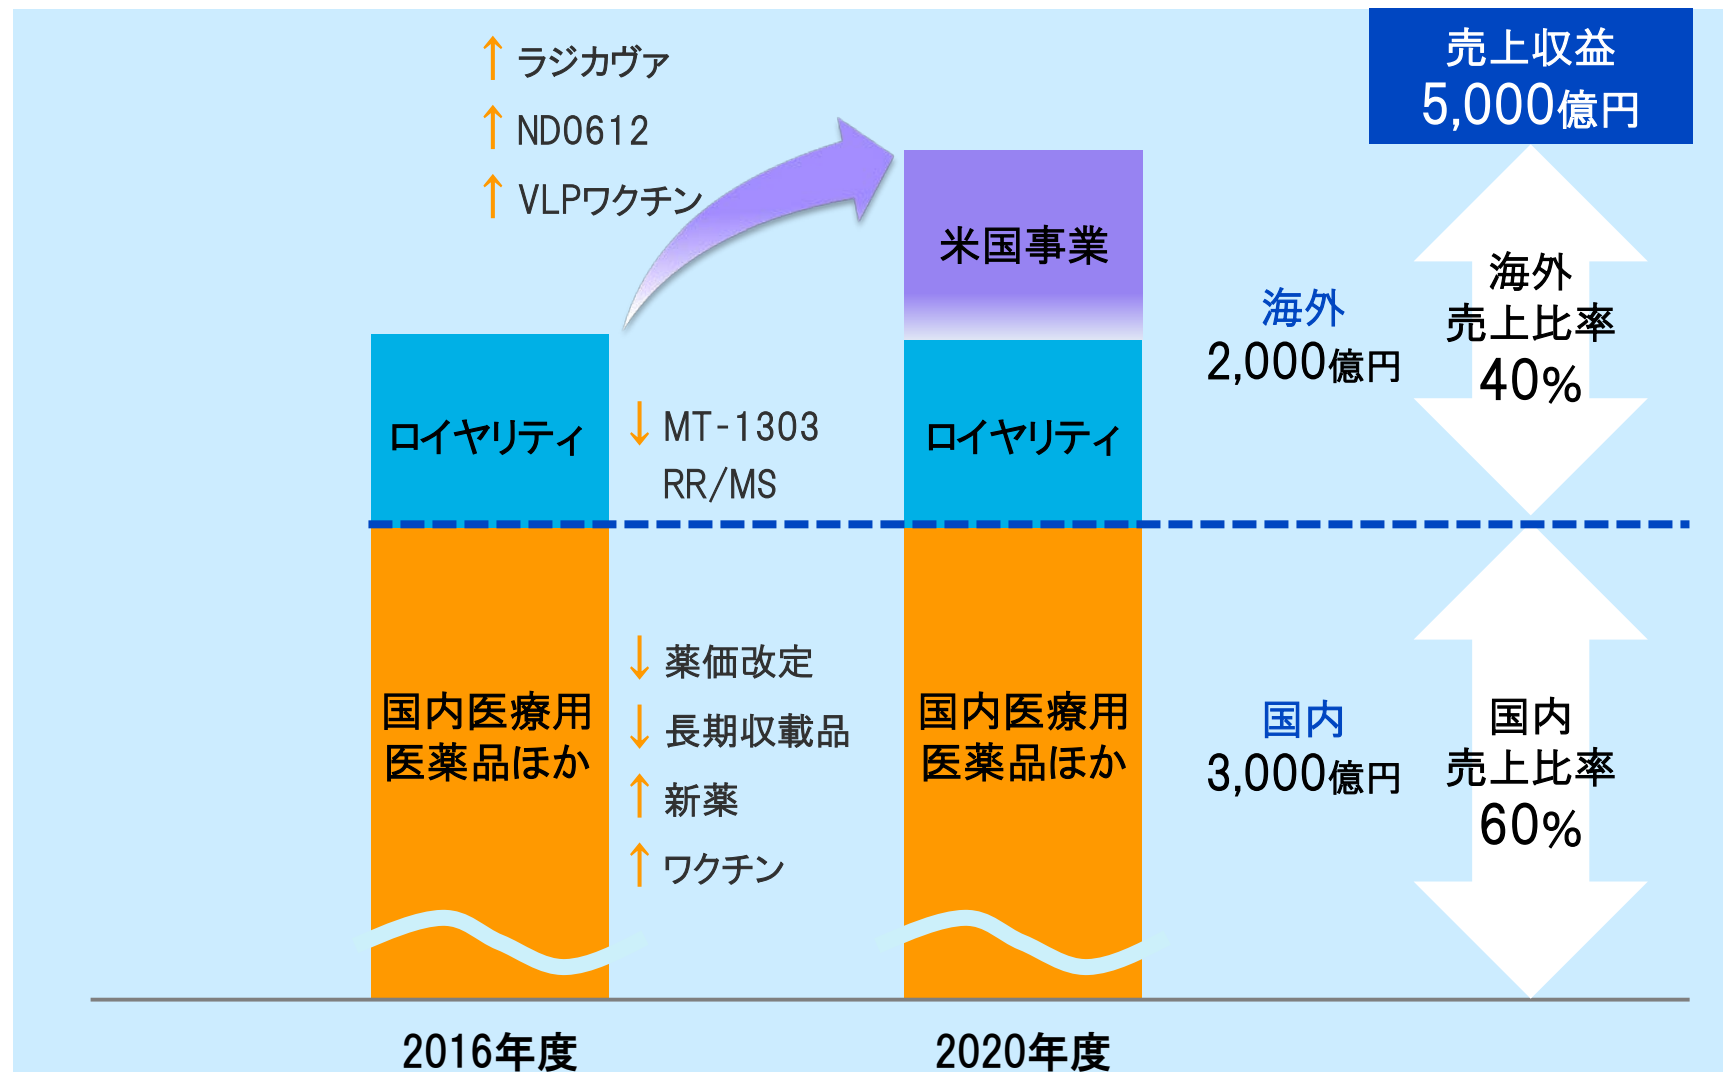 売上収益
5,000億円
↑ ラジカヴァ
↑ ND0612
↑ VLPワクチン
米国事業
海外
2,000億円
海外
売上比率
40%
ロイヤリティ
↓ MT-1303
RR/MS
ロイヤリティ
国内医療用
医薬品ほか
↓ 薬価改定
↓ 長期収載品
↑ 新薬
↑ ワクチン
国内医療用
医薬品ほか
国内
3,000億円
国内
売上比率
60%
2016年度
2020年度